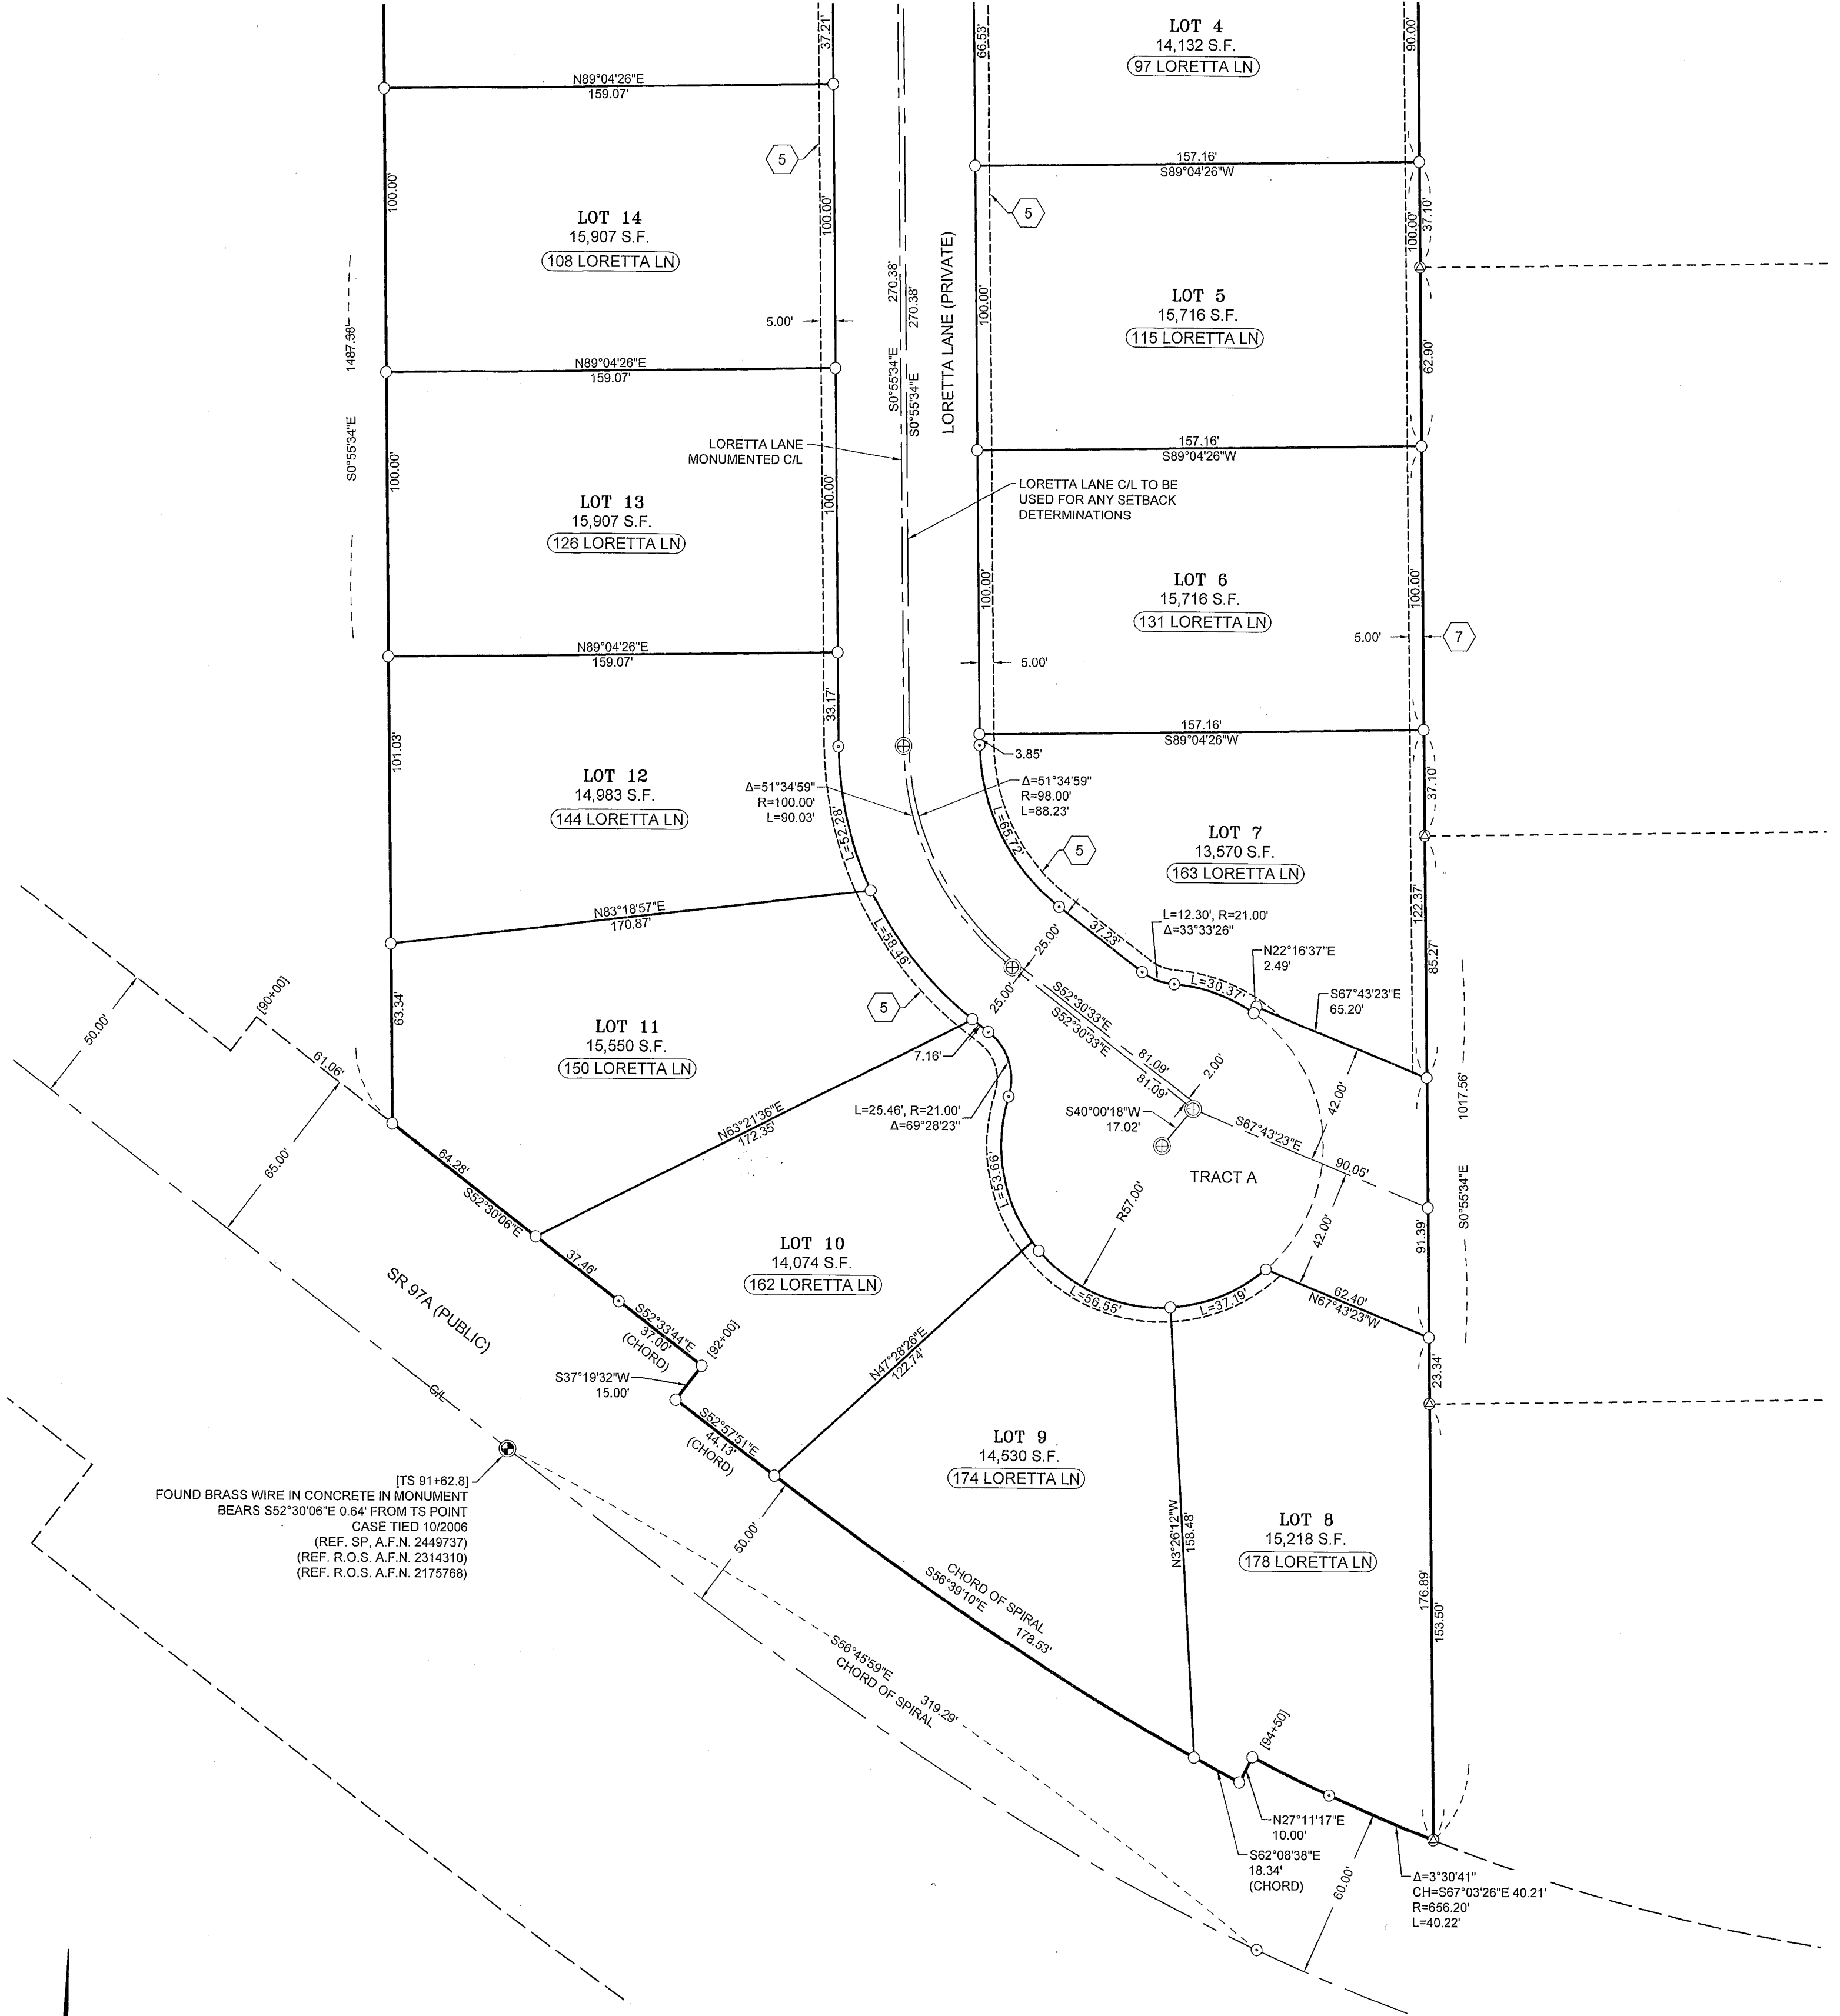 37.21'
66.53'
90.00'
LOT 4
14,132 S.F.
97 LORETTA LN
N89°04'26"E
159.07'
5
157.16'
S89°04'26"W
100.00'
LOT 14
15,907 S.F.
108 LORETTA LN
100.00'
5
100.00'
37.10'
1487.38'
S0°55'34"E
5.00'
270.38'
270.38'
S0°55'34"E
S0°55'34"E
LORETTA LANE (PRIVATE)
100.00'
LOT 5
15,716 S.F.
115 LORETTA LN
62.90'
N89°04'26"E
159.07'
LORETTA LANE
MONUMENTED C/L
157.16'
S89°04'26"W
LORETTA LANE C/L TO BE
USED FOR ANY SETBACK
DETERMINATIONS
100.00'
LOT 13
15,907 S.F.
126 LORETTA LN
100.00'
100.00'
LOT 6
15,716 S.F.
131 LORETTA LN
100.00'
5.00'
7
5.00'
N89°04'26"E
159.07'
33.17'
157.16'
S89°04'26"W
3.85'
101.03'
LOT 12
14,983 S.F.
144 LORETTA LN
Δ=51°34'59"
R=100.00'
L=90.03'
L=52.28'
Δ=51°34'59"
R=98.00'
L=88.23'
L=65.72'
5
LOT 7
13,570 S.F.
163 LORETTA LN
37.10'
122.37'
85.27'
N83°18'57"E
170.87'
L=58.46'
5
25.00'
25.00'
37.23'
L=12.30', R=21.00'
Δ=33°33'26"
L=30.37'
N22°16'37"E
2.49'
S67°43'23"E
65.20'
63.34'
[90+00]
50.00'
61.06'
65.00'
LOT 11
15,550 S.F.
150 LORETTA LN
7.16'
S52°30'33"E
S52°30'33"E
81.09'
81.09'
2.00'
S40°00'18"W
17.02'
S67°43'23"E
90.05'
42.00'
42.00'
1017.56'
S0°55'34"E
91.39'
L=25.46', R=21.00'
Δ=69°28'23"
N63°21'36"E
172.35'
64.28'
S52°30'06"E
L=53.66'
TRACT A
R57.00'
LOT 10
14,074 S.F.
162 LORETTA LN
L=56.55'
L=37.19'
62.40'
N67°43'23"W
SR 97A (PUBLIC)
37.46'
S52°33'44"E
37.00'
(CHORD)
[92+00]
S37°19'32"W
15.00'
N47°28'26"E
122.74'
23.34'
C/L
S52°57'51"E
44.13'
(CHORD)
LOT 9
14,530 S.F.
174 LORETTA LN
[TS 91+62.8]
FOUND BRASS WIRE IN CONCRETE IN MONUMENT
BEARS S52°30'06"E 0.64' FROM TS POINT
CASE TIED 10/2006
(REF. SP, A.F.N. 2449737)
(REF. R.O.S. A.F.N. 2314310)
(REF. R.O.S. A.F.N. 2175768)
50.00'
N3°26'12"W
158.48'
LOT 8
15,218 S.F.
178 LORETTA LN
176.89'
153.50'
CHORD OF SPIRAL
S56°39'10"E
178.53'
S56°45'59"E
CHORD OF SPIRAL
319.29'
[94+50]
N27°11'17"E
10.00'
S62°08'38"E
18.34'
(CHORD)
60.00'
Δ=3°30'41"
CH=S67°03'26"E 40.21'
R=656.20'
L=40.22'